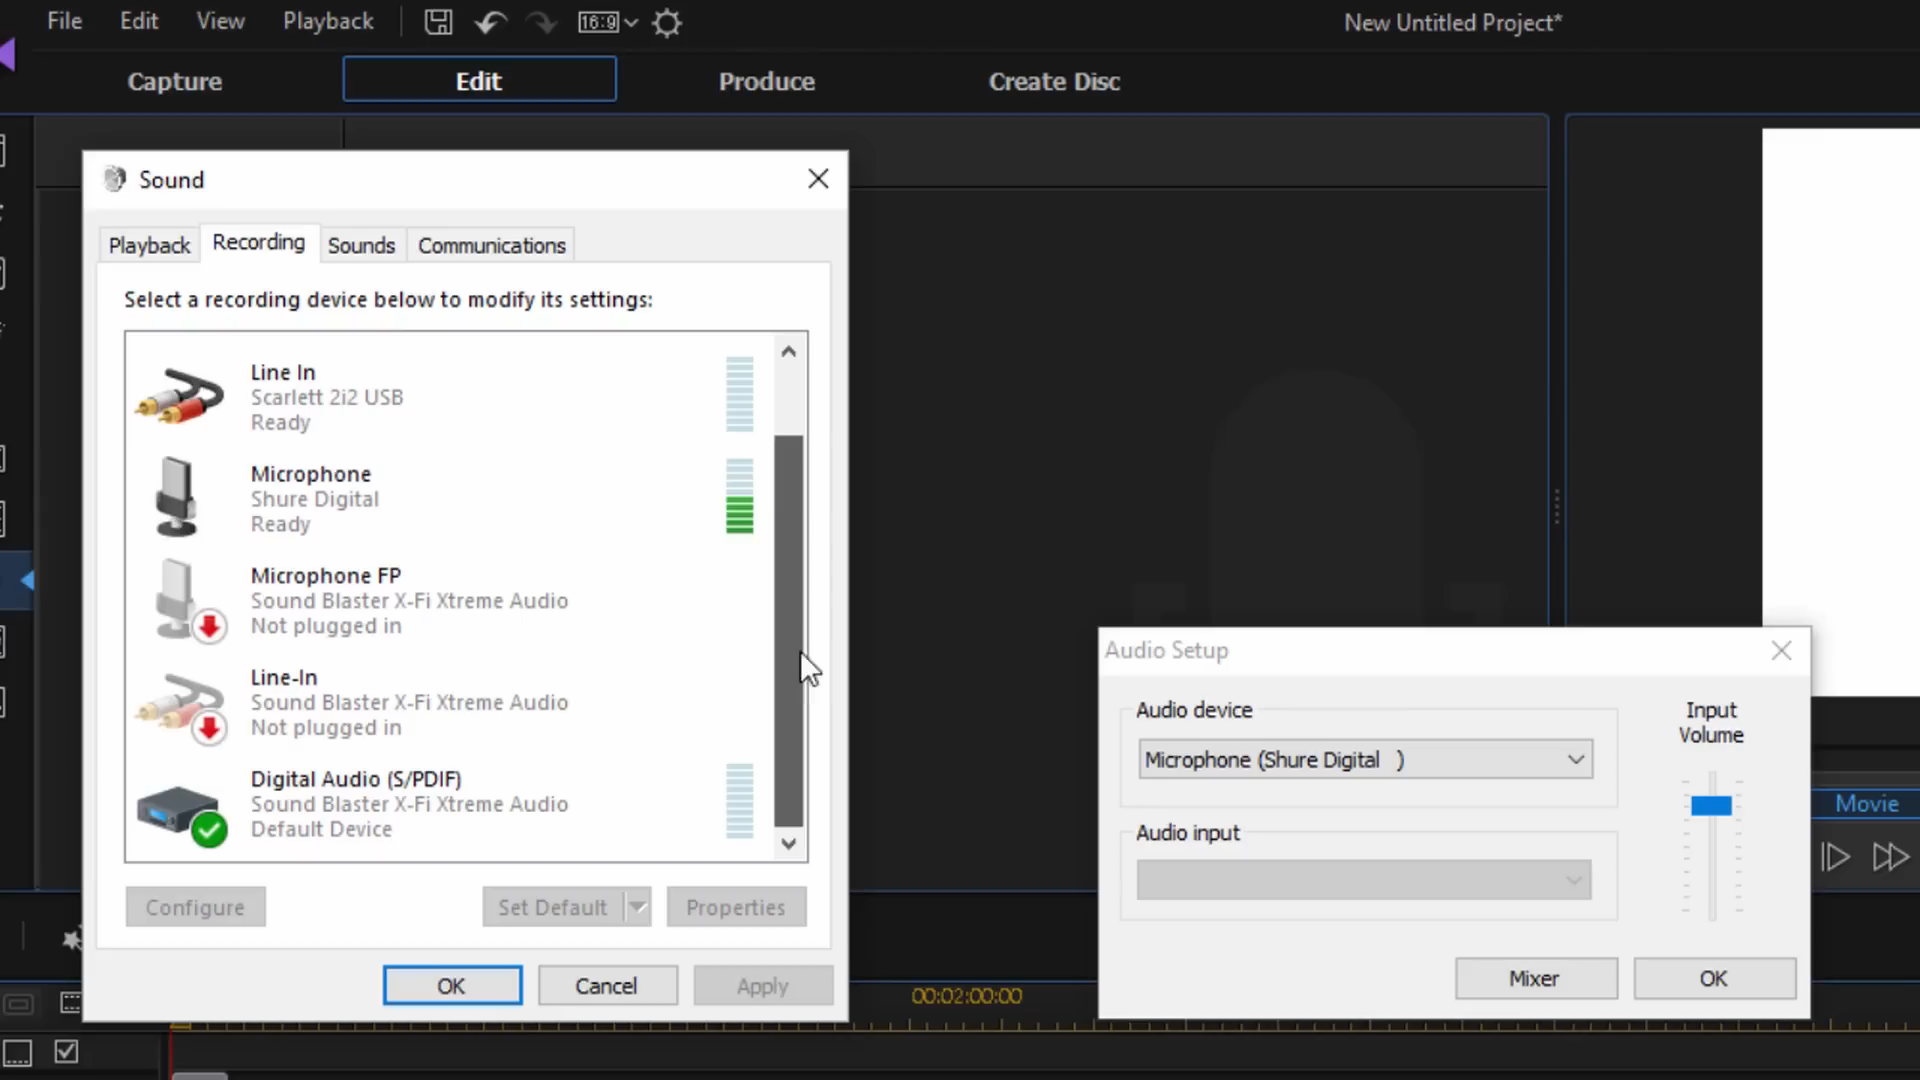 File Edit View Playback 16:9 New Untitled Project*
Capture Edit Produce Create Disc
Sound
Playback Recording Sounds Communications
Select a recording device below to modify its settings:
Line In
Scarlett 2i2 USB
Ready
Microphone
Shure Digital
Ready
Microphone FP
Sound Blaster X-Fi Xtreme Audio
Not plugged in
Line-In
Sound Blaster X-Fi Xtreme Audio
Not plugged in
Digital Audio (S/PDIF)
Sound Blaster X-Fi Xtreme Audio
Default Device
Configure Set Default Properties
OK Cancel Apply
Audio Setup
Audio device
Microphone (Shure Digital )
Audio input
Input
Volume
Mixer OK
Movie
00:02:00:00